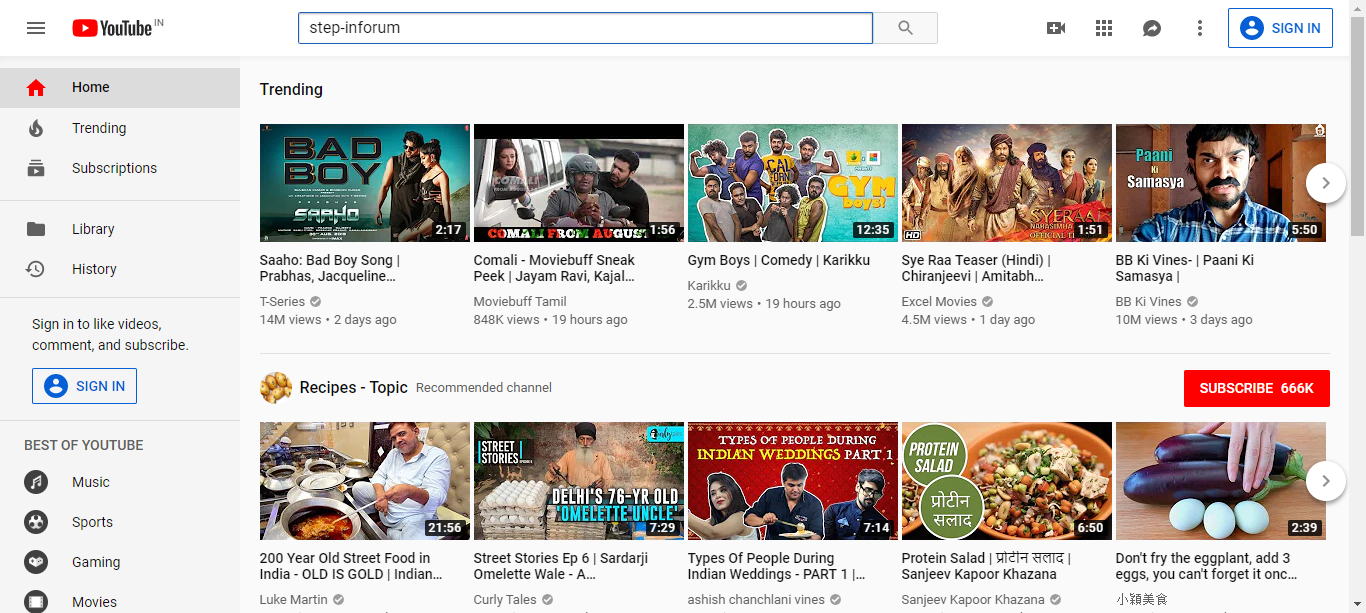 YouTube IN
step-inforum
SIGN IN
Home
Trending
Subscriptions
Library
History
Sign in to like videos,
comment, and subscribe.
SIGN IN
BEST OF YOUTUBE
Music
Sports
Gaming
Movies
Trending
BAD
BOY
SAAHO
2:17
Saaho: Bad Boy Song |
Prabhas, Jacqueline...
T-Series
14M views • 2 days ago
COMALI
COMALI FROM AUGUST
1:56
Comali - Moviebuff Sneak
Peek | Jayam Ravi, Kajal...
Moviebuff Tamil
848K views • 19 hours ago
GYM
boys!
12:35
Gym Boys | Comedy | Karikku
Karikku
2.5M views • 19 hours ago
SYERAA
NARASIMHA
OFFICIAL
HD
1:51
Sye Raa Teaser (Hindi) |
Chiranjeevi | Amitabh...
Excel Movies
4.5M views • 1 day ago
Paani
Ki
Samasya
5:50
BB Ki Vines- | Paani Ki
Samasya |
BB Ki Vines
10M views • 3 days ago
Recipes - Topic Recommended channel
SUBSCRIBE 666K
21:56
200 Year Old Street Food in
India - OLD IS GOLD | Indian...
Luke Martin
STREET
STORIES
DELHI'S 76-YR OLD
'OMELETTE UNCLE'
7:29
Street Stories Ep 6 | Sardarji
Omelette Wale - A...
Curly Tales
TYPES OF PEOPLE DURING
INDIAN WEDDINGS PART 1
7:14
Types Of People During
Indian Weddings - PART 1 |...
ashish chanchlani vines
PROTEIN
SALAD
प्रोटीन
सलाद
6:50
Protein Salad | प्रोटीन सलाद |
Sanjeev Kapoor Khazana
Sanjeev Kapoor Khazana
2:39
Don't fry the eggplant, add 3
eggs, you can't forget it onc...
小穎美食